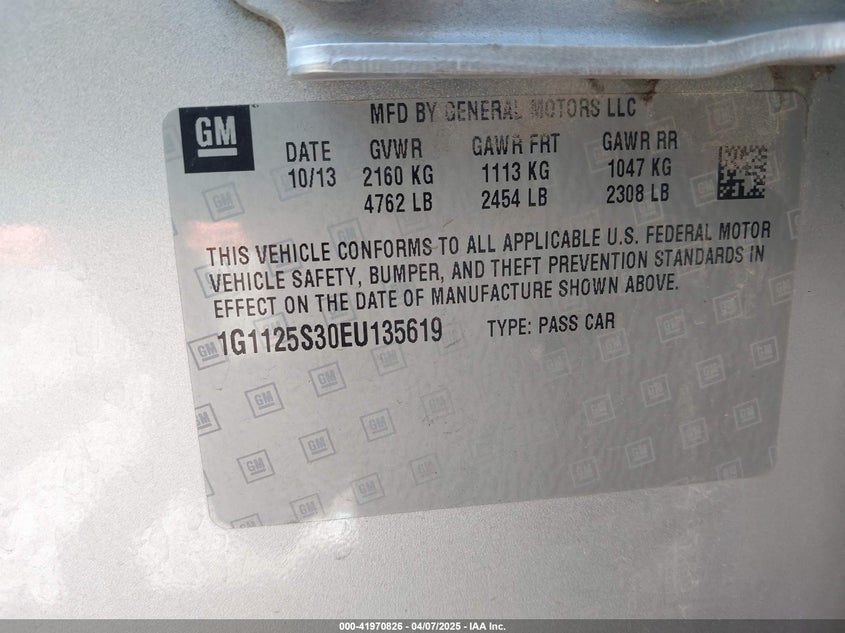 MFD BY GENERAL MOTORS LLC
GM
DATE GVWR GAWR FRT GAWR RR
10/13 2160 KG 1113 KG 1047 KG
4762 LB 2454 LB 2308 LB
THIS VEHICLE CONFORMS TO ALL APPLICABLE U.S. FEDERAL MOTOR
VEHICLE SAFETY, BUMPER, AND THEFT PREVENTION STANDARDS IN
EFFECT ON THE DATE OF MANUFACTURE SHOWN ABOVE.
1G1125S30EU135619 TYPE: PASS CAR
000-41970826 - 04/07/2025 - IAA Inc.